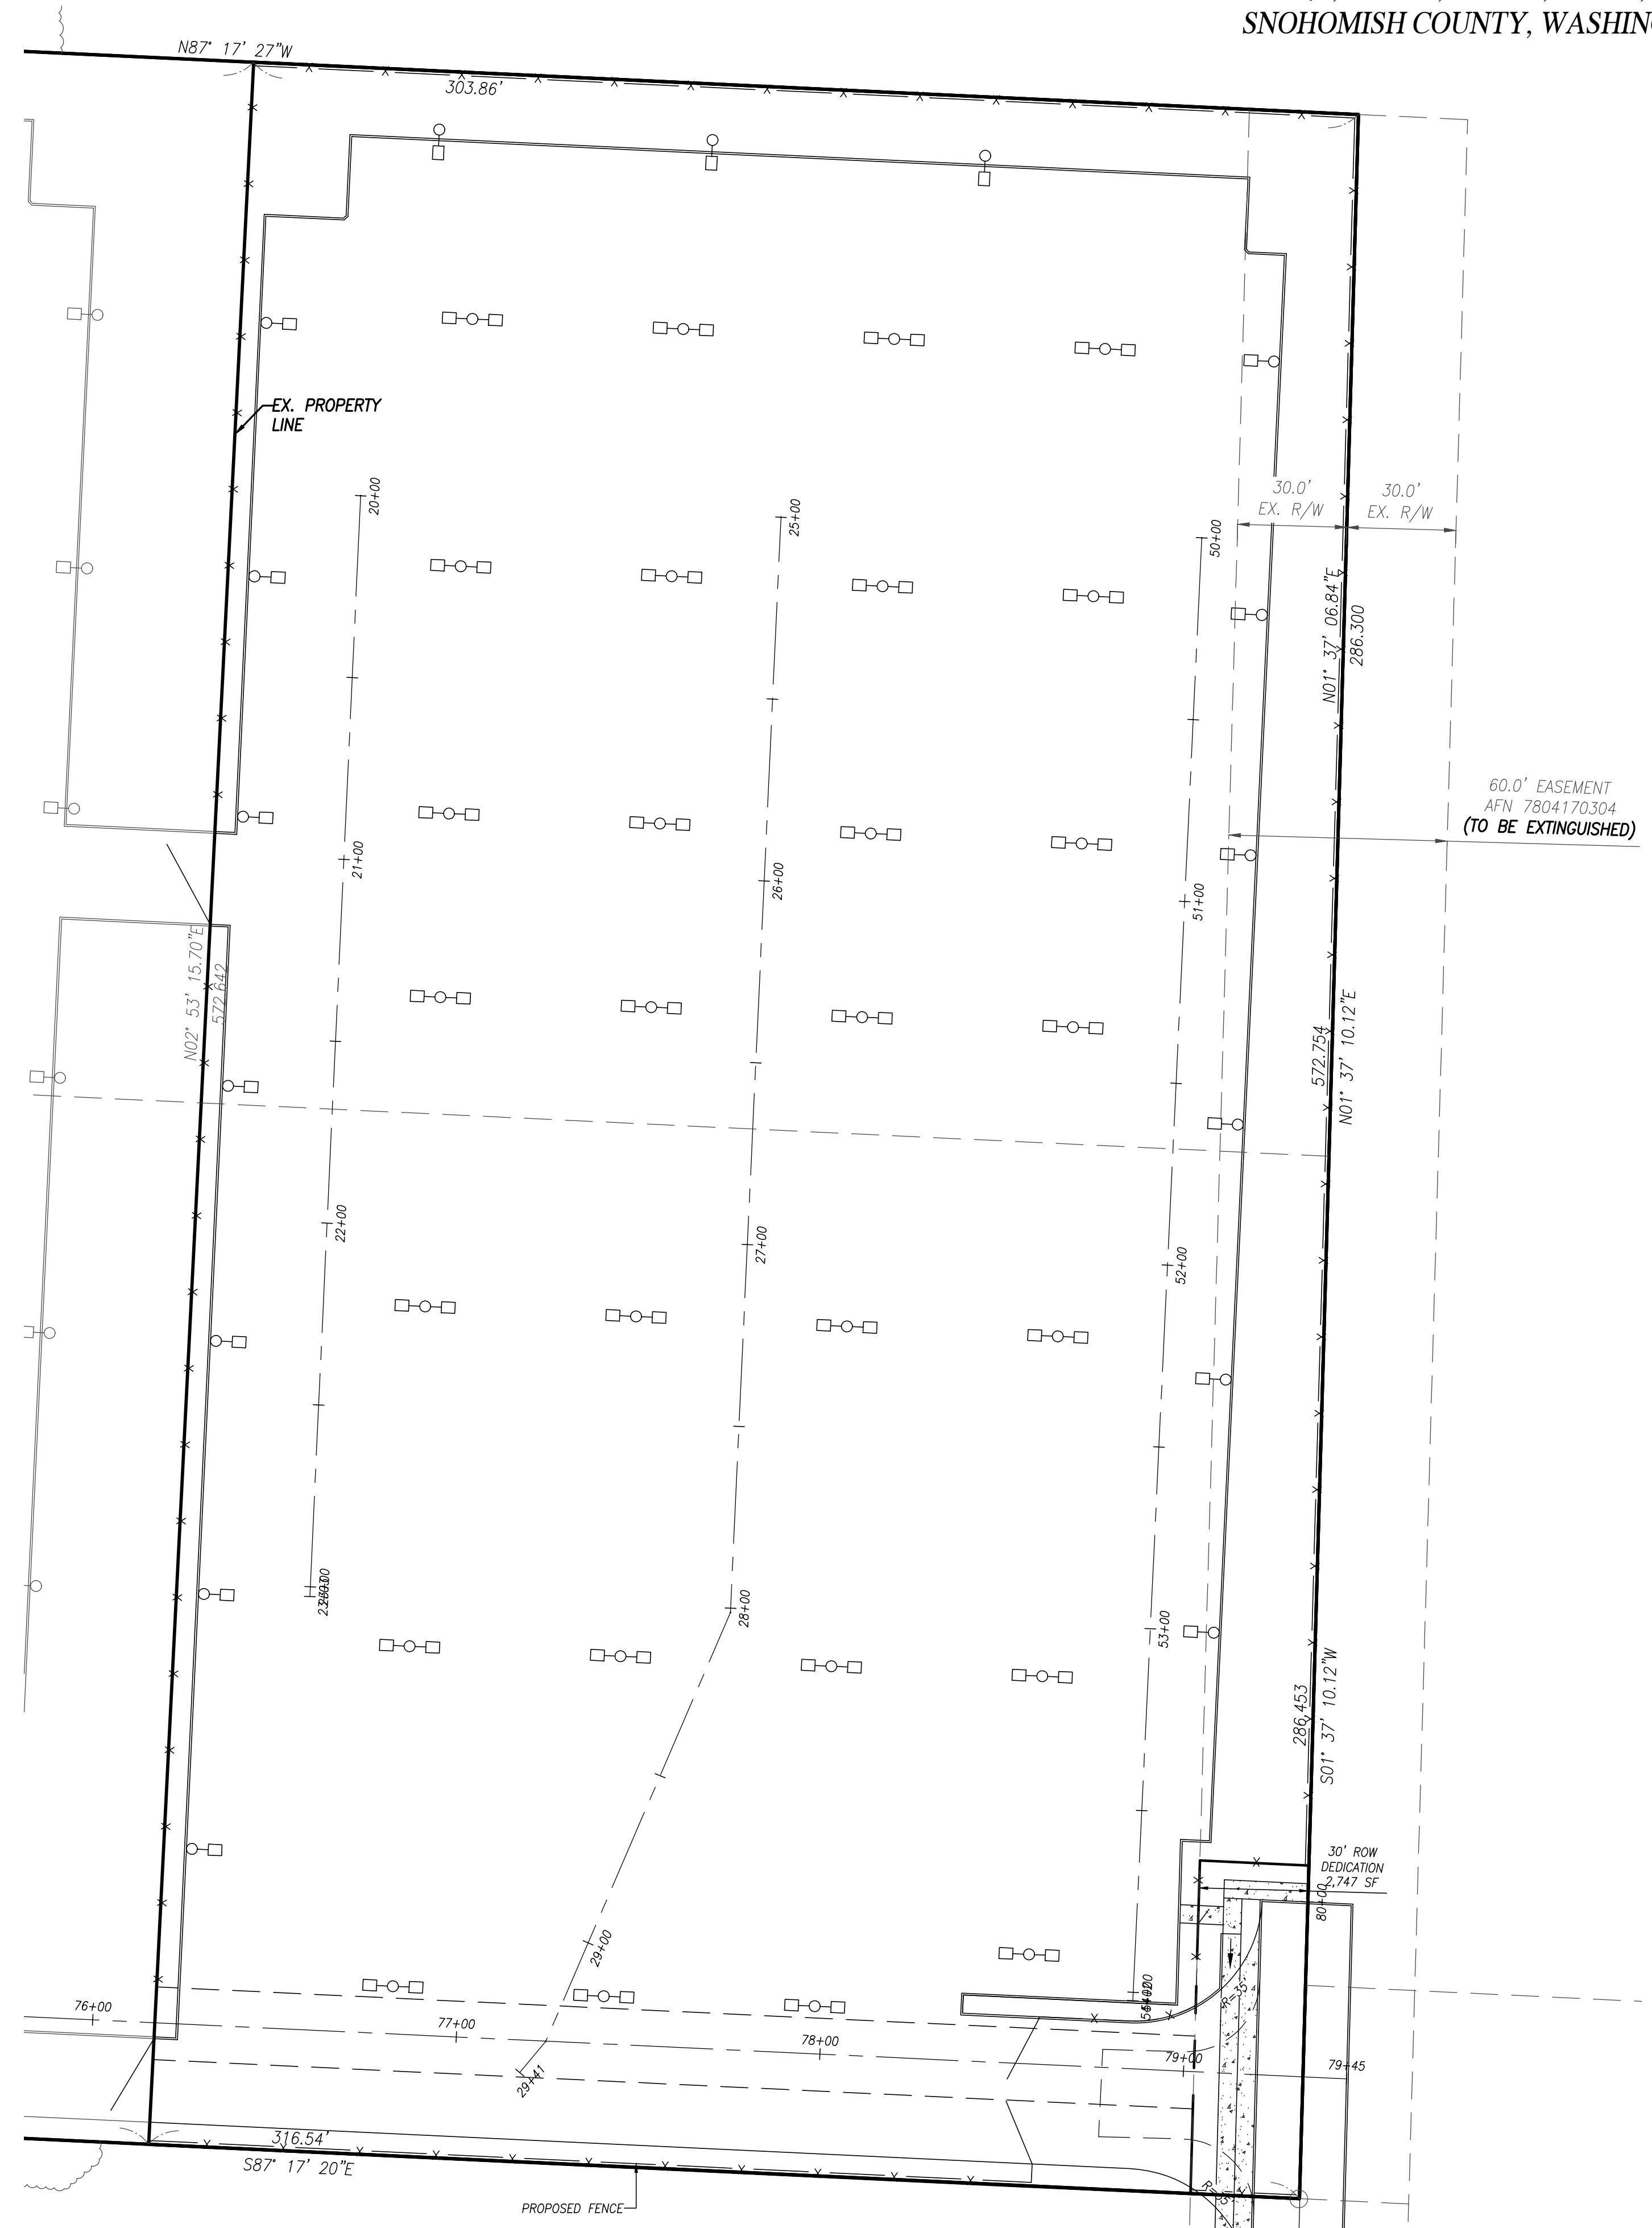 SNOHOMISH COUNTY, WASHING
N87° 17' 27"W
303.86'
EX. PROPERTY
LINE
20+00
25+00
50+00
30.0'
EX. R/W
30.0'
EX. R/W
N01° 37' 06.84"E
286.300
60.0' EASEMENT
AFN 7804170304
(TO BE EXTINGUISHED)
21+00
26+00
51+00
N02° 53' 15.70"E
572.642
572.754
N01° 37' 10.12"E
22+00
27+00
52+00
28+00
53+00
286.453
S01° 37' 10.12"W
30' ROW
DEDICATION
2,747 SF
80+00
29+00
R=35'
76+00
77+00
78+00
79+00
79+45
29+41
316.54'
S87° 17' 20"E
PROPOSED FENCE